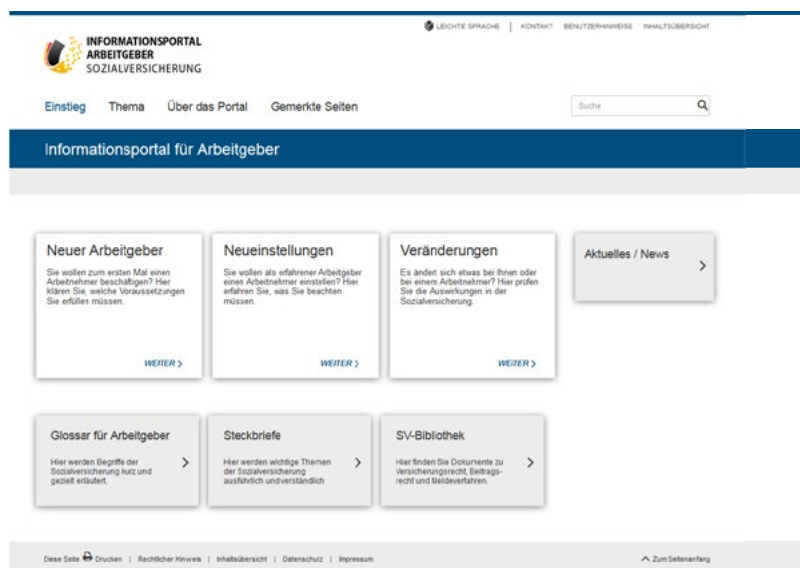 LEICHTE SPRACHE | KONTAKT BENUTZERHINWEISE INHALTSÜBERSICHT
INFORMATIONSPORTAL
ARBEITGEBER
SOZIALVERSICHERUNG
Einstieg Thema Über das Portal Gemerkte Seiten Suche
Informationsportal für Arbeitgeber
Neuer Arbeitgeber
Sie wollen zum ersten Mal einen
Arbeitnehmer beschäftigen? Hier
klären Sie, welche Voraussetzungen
Sie erfüllen müssen.
WEITER >
Neueinstellungen
Sie wollen als erfahrener Arbeitgeber
eines Arbeitnehmer einstellen? Hier
erfahren Sie, was Sie beachten
müssen.
WEITER >
Veränderungen
Es ändert sich etwas bei Ihnen oder
bei einem Arbeitnehmer? Hier prüfen
Sie die Auswirkungen in der
Sozialversicherung.
WEITER >
Aktuelles / News
Glossar für Arbeitgeber
Hier werden Begriffe der
Sozialversicherung kurz und
gezielt erläutert.
Steckbriefe
Hier werden wichtige Themen
der Sozialversicherung
ausführlich und verständlich
SV-Bibliothek
Hier finden Sie Dokumente zu
Versicherungsrecht, Beitrags-
recht und Meldeverfahren.
Diese Seite Drucken | Rechtlicher Hinweis | Inhaltsübersicht | Datenschutz | Impressum Zum Seitenanfang